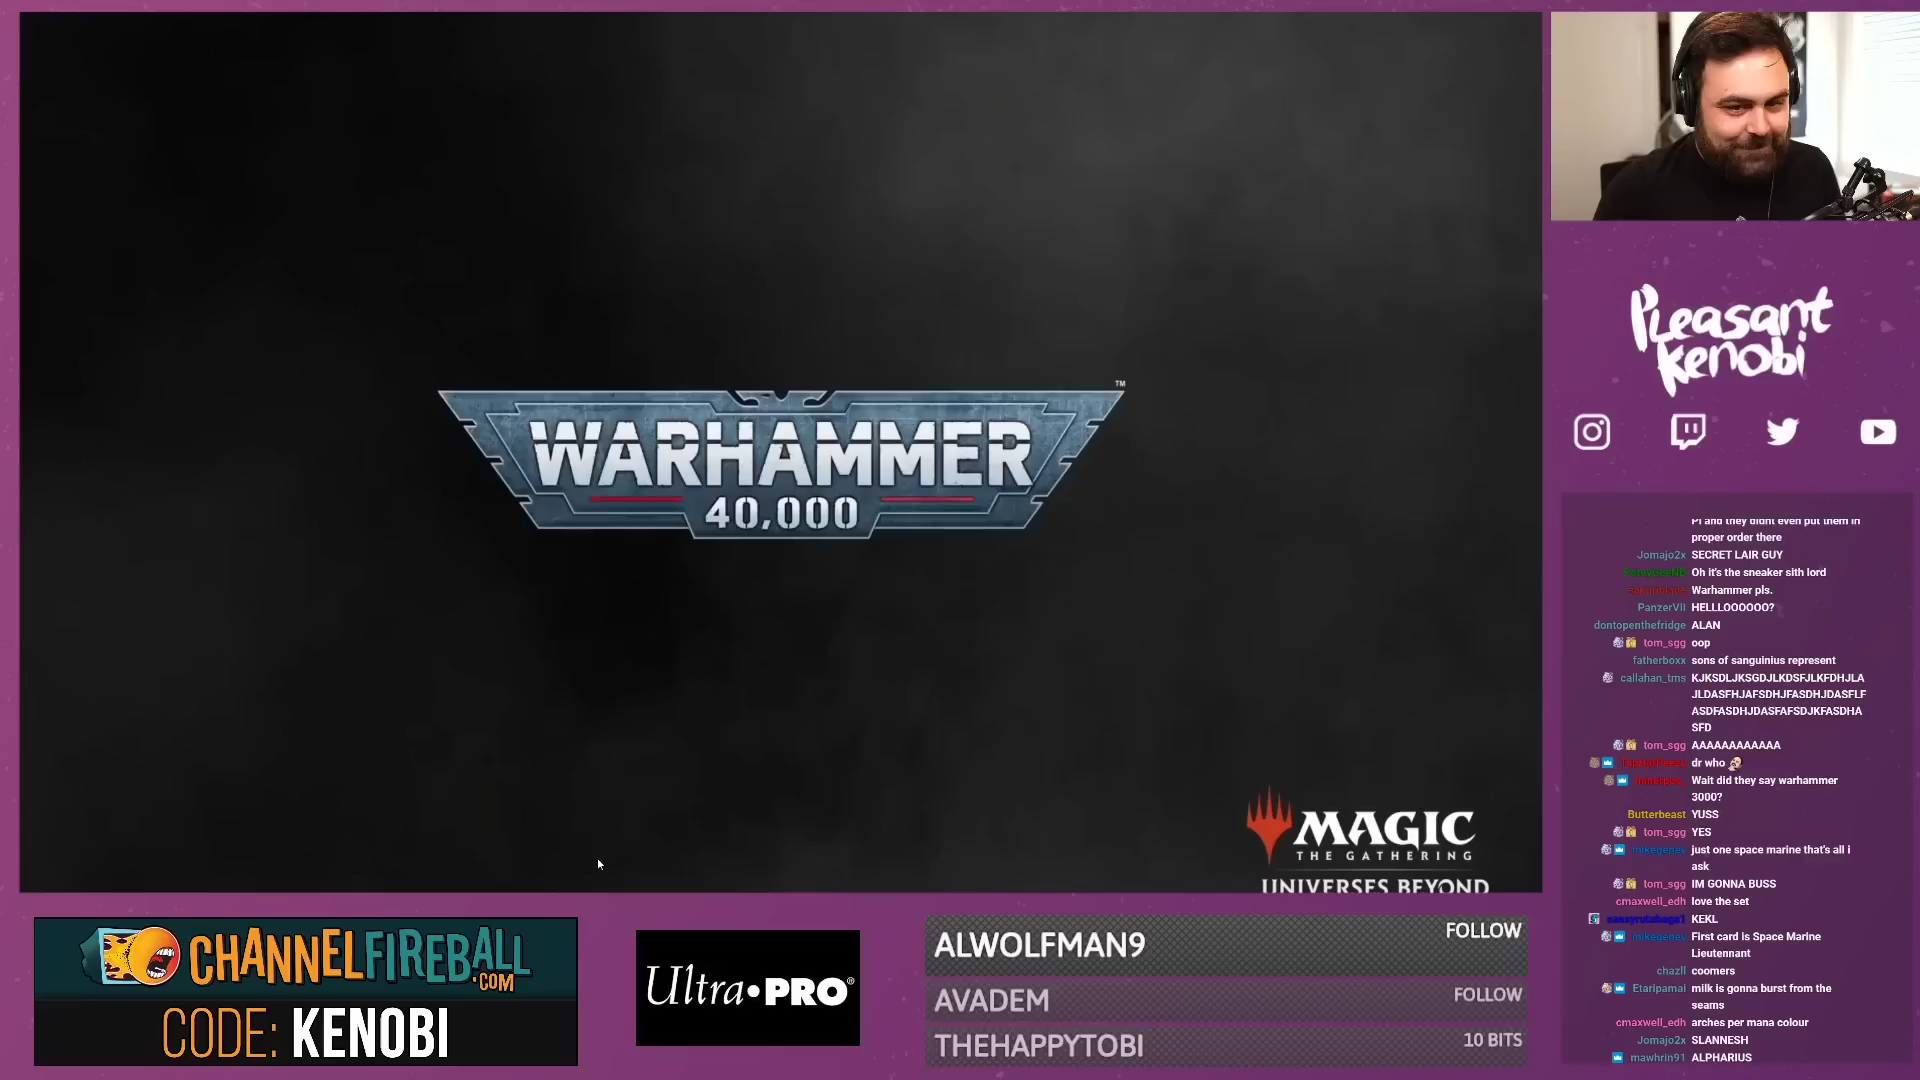 WARHAMMER
40,000
TM
MAGIC
THE GATHERING
UNIVERSES BEYOND
Pleasant
Kenobi
PI and they didnt even put them in
proper order there
Jomajo2x SECRET LAIR GUY
Oh it's the sneaker sith lord
Warhammer pls.
PanzerVII HELLLOOOOOO?
dontopenthefridge ALAN
tom_sgg oop
fatherboxx sons of sanguinius represent
callahan_tms KJKSDLJKSGDJLKDSFJLKFDHJLA
JLDASFHJAFSDHJFASDHJDASFLF
ASDFASDHJDASFAFSDJKFASDHA
SFD
tom_sgg AAAAAAAAAAAA
dr who
Wait did they say warhammer
3000?
Butterbeast YUSS
tom_sgg YES
just one space marine that's all i
ask
tom_sgg IM GONNA BUSS
cmaxwell_edh love the set
KEKL
First card is Space Marine
Lieutennant
chazll coomers
Etaripamai milk is gonna burst from the
seams
cmaxwell_edh arches per mana colour
Jomajo2x SLANNESH
mawhrin91 ALPHARIUS
CHANNELFIREBALL
.COM
CODE: KENOBI
Ultra•PRO®
ALWOLFMAN9 FOLLOW
AVADEM FOLLOW
THEHAPPYTOBI 10 BITS